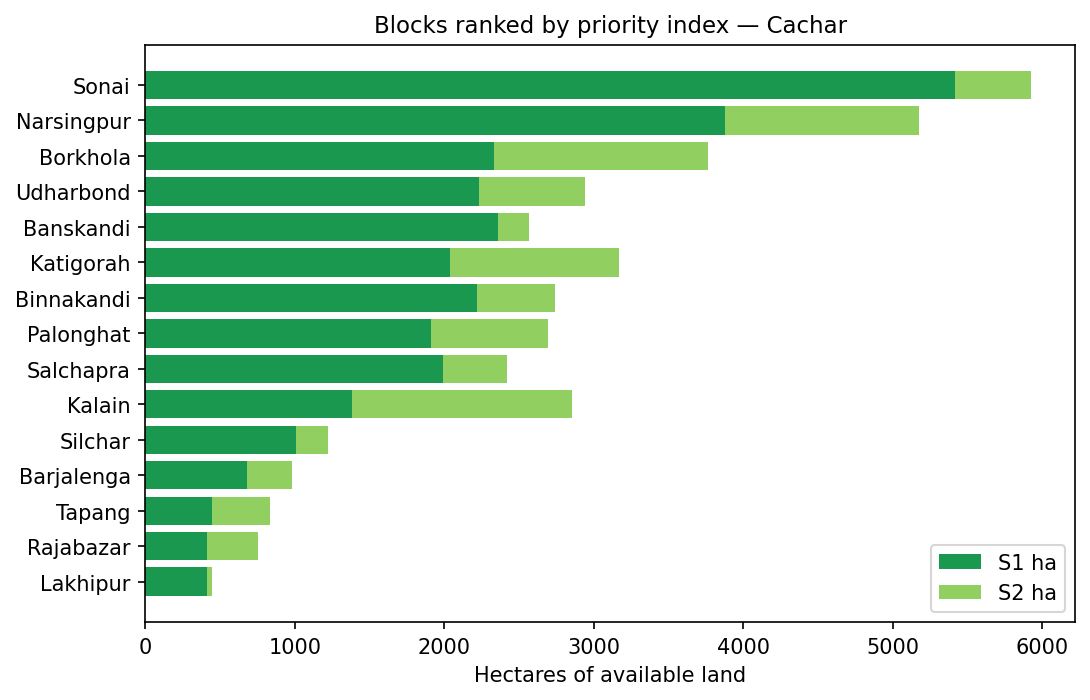 Blocks ranked by priority index — Cachar
Sonai
Narsingpur
Borkhola
Udharbond
Banskandi
Katigorah
Binnakandi
Palonghat
Salchapra
Kalain
Silchar
Barjalenga
Tapang
Rajabazar
Lakhipur
S1 ha
S2 ha
0 1000 2000 3000 4000 5000 6000
Hectares of available land